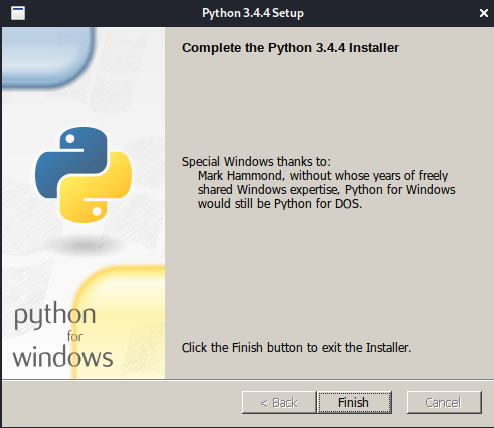 Python 3.4.4 Setup
Complete the Python 3.4.4 Installer
Special Windows thanks to:
Mark Hammond, without whose years of freely
shared Windows expertise, Python for Windows
would still be Python for DOS.
python
for
windows
Click the Finish button to exit the Installer.
< Back
Finish
Cancel